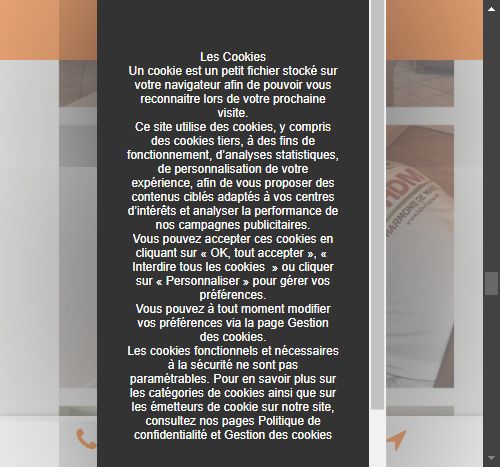 Les Cookies
Un cookie est un petit fichier stocké sur
votre navigateur afin de pouvoir vous
reconnaitre lors de votre prochaine
visite.
Ce site utilise des cookies, y compris
des cookies tiers, à des fins de
fonctionnement, d'analyses statistiques,
de personnalisation de votre
expérience, afin de vous proposer des
contenus ciblés adaptés à vos centres
d'intérêts et analyser la performance de
nos campagnes publicitaires.
Vous pouvez accepter ces cookies en
cliquant sur « OK, tout accepter », «
Interdire tous les cookies » ou cliquer
sur « Personnaliser » pour gérer vos
préférences.
Vous pouvez à tout moment modifier
vos préférences via la page Gestion
des cookies.
Les cookies fonctionnels et nécessaires
à la sécurité ne sont pas
paramétrables. Pour en savoir plus sur
les catégories de cookies ainsi que sur
les émetteurs de cookie sur notre site,
consultez nos pages Politique de
confidentialité et Gestion des cookies